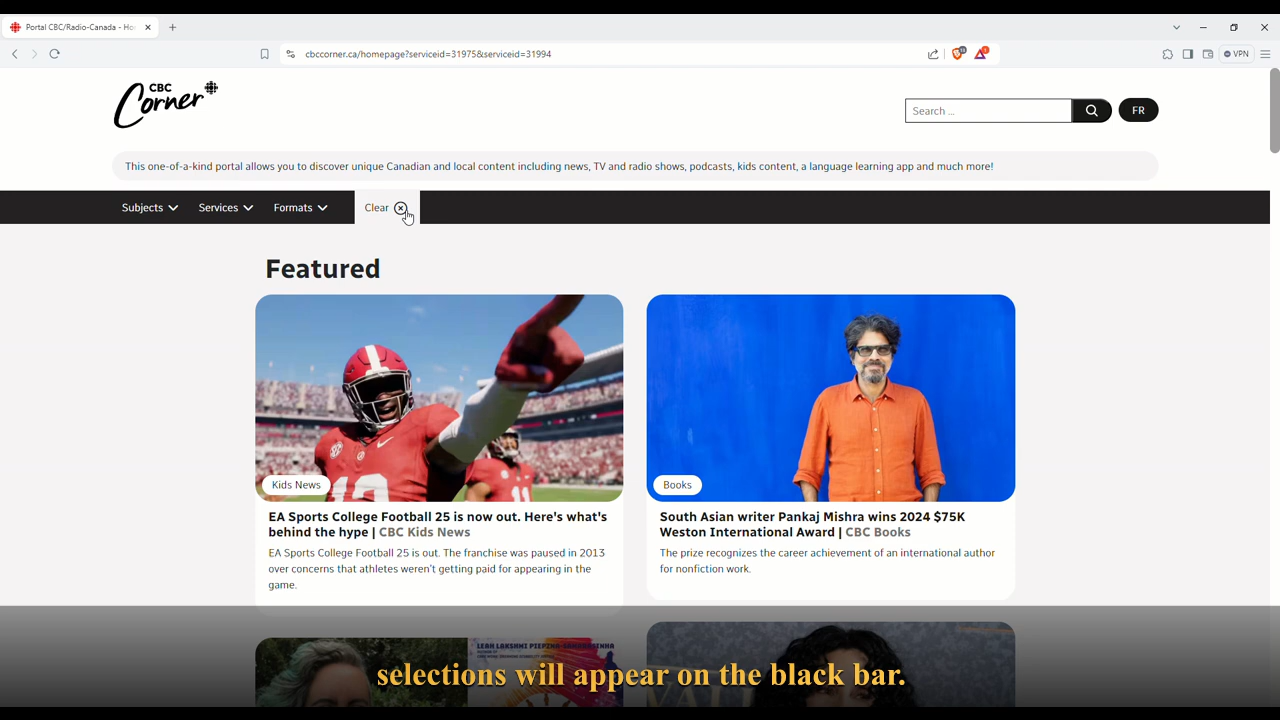 Portal CBC/Radio-Canada - Ho
cbccorner.ca/homepage?serviceid=31975&serviceid=31994
VPN
CBC
Corner
Search ...
FR
This one-of-a-kind portal allows you to discover unique Canadian and local content including news, TV and radio shows, podcasts, kids content, a language learning app and much more!
Subjects
Services
Formats
Clear
Featured
Kids News
EA Sports College Football 25 is now out. Here's what's
behind the hype | CBC Kids News
EA Sports College Football 25 is out. The franchise was paused in 2013
over concerns that athletes weren't getting paid for appearing in the
game.
Books
South Asian writer Pankaj Mishra wins 2024 $75K
Weston International Award | CBC Books
The prize recognizes the career achievement of an international author
for nonfiction work.
selections will appear on the black bar.